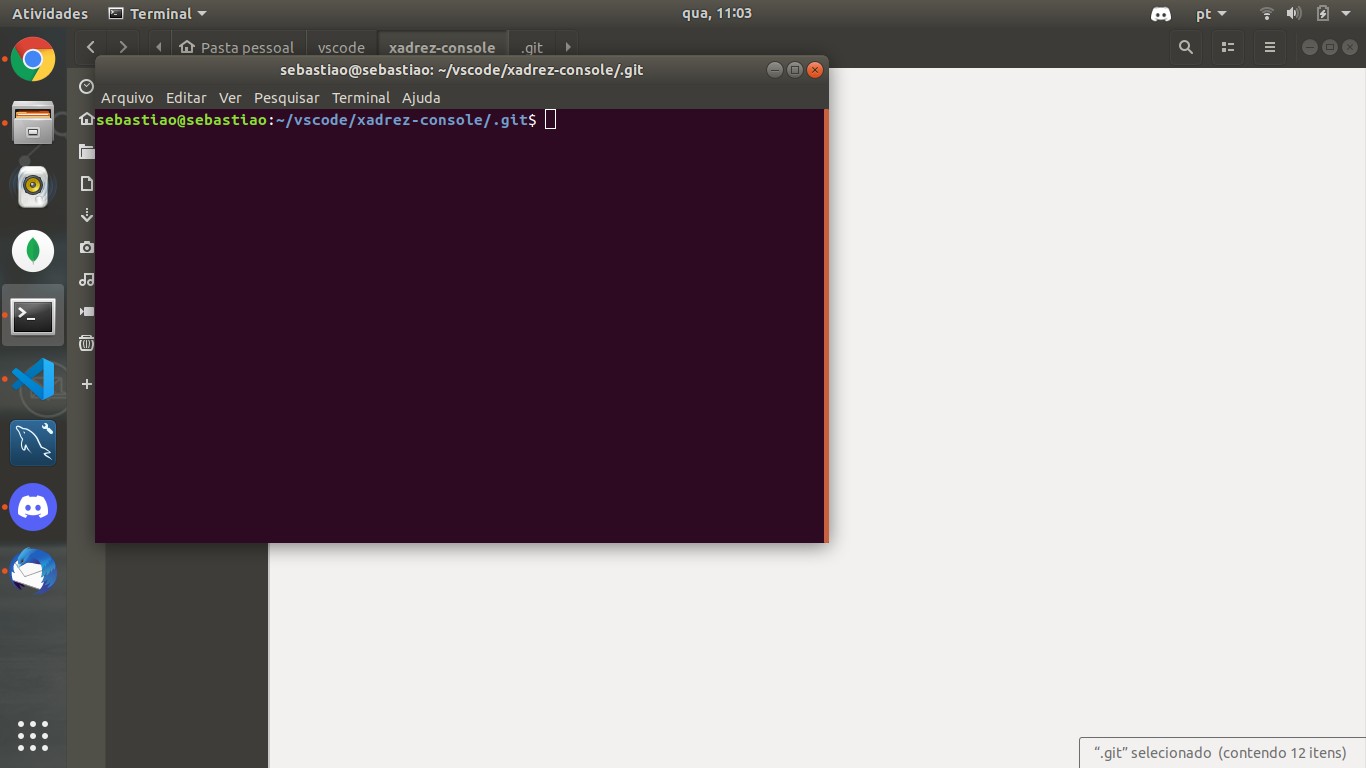 Atividades Terminal qua, 11:03 pt
Pasta pessoal vscode xadrez-console .git
sebastiao@sebastiao: ~/vscode/xadrez-console/.git
Arquivo Editar Ver Pesquisar Terminal Ajuda
sebastiao@sebastiao:~/vscode/xadrez-console/.git$
“.git” selecionado (contendo 12 itens)